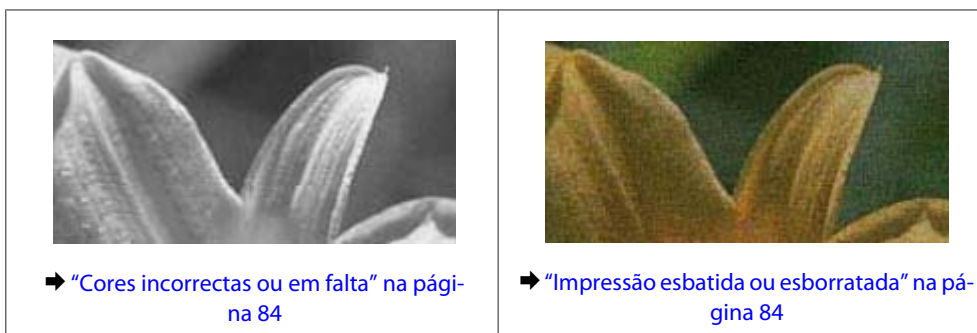 ➡ “Cores incorrectas ou em falta” na pági-
na 84
➡ “Impressão esbatida ou esborratada” na pá-
gina 84